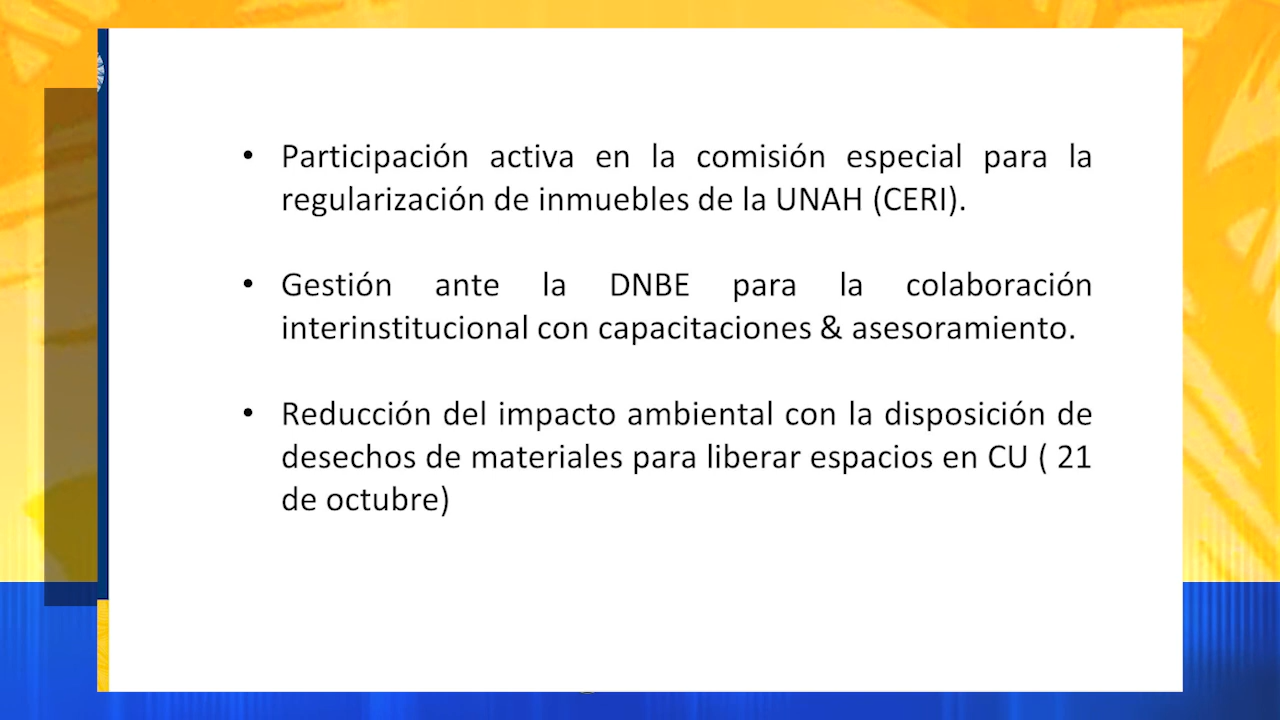 • Participación activa en la comisión especial para la
regularización de inmuebles de la UNAH (CERI).
• Gestión ante la DNBE para la colaboración
interinstitucional con capacitaciones & asesoramiento.
• Reducción del impacto ambiental con la disposición de
desechos de materiales para liberar espacios en CU ( 21
de octubre)